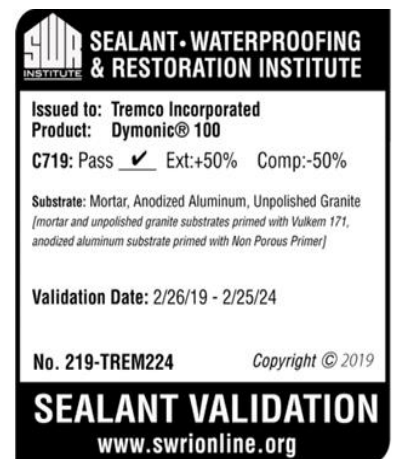 SWR
INSTITUTE
SEALANT • WATERPROOFING
& RESTORATION INSTITUTE
Issued to: Tremco Incorporated
Product: Dymonic® 100
C719: Pass ✓ Ext:+50% Comp:-50%
Substrate: Mortar, Anodized Aluminum, Unpolished Granite
[mortar and unpolished granite substrates primed with Vulkem 171,
anodized aluminum substrate primed with Non Porous Primer]
Validation Date: 2/26/19 - 2/25/24
No. 219-TREM224 Copyright © 2019
SEALANT VALIDATION
www.swrionline.org